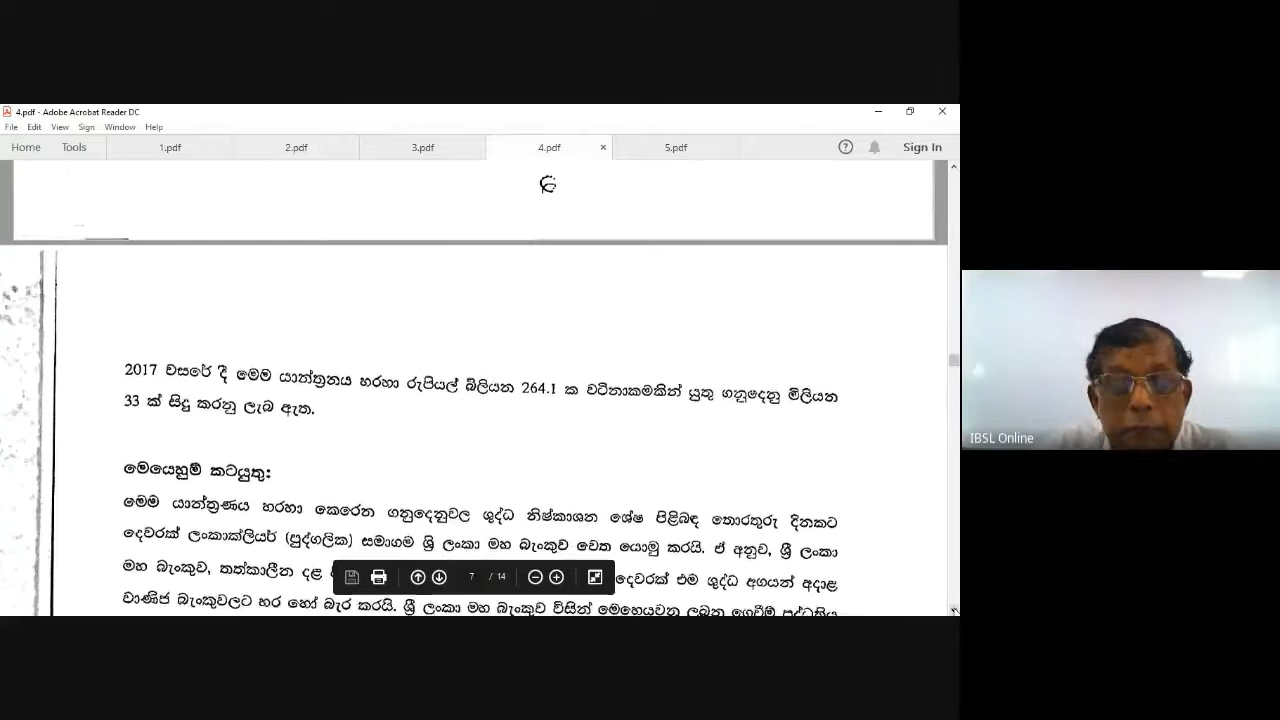 4.pdf - Adobe Acrobat Reader DC
File Edit View Sign Window Help
Home Tools 1.pdf 2.pdf 3.pdf 4.pdf × 5.pdf Sign In
2017 වසරේ දී මෙම යාන්ත්‍රනය හරහා රුපියල් බිලියන 264.1 ක වටිනාකමකින් යුතු ගනුදෙනු මිලියන
33 ක් සිදු කරනු ලැබ ඇත.
මෙයෙහුම් කටයුතු:
මෙම යාන්ත්‍රණය හරහා කෙරෙන ගනුදෙනුවල ශුද්ධ නිෂ්කාශන ශේෂ පිළිබඳ තොරතුරු දිනකට
දෙවරක් ලංකාක්ලියර් (පුද්ගලික) සමාගම ශ්‍රි ලංකා මහ බැංකුව වෙත යොමු කරයි. ඒ අනුව, ශ්‍රී ලංකා
මහ බැංකුව, තත්කාලීන දළ දෙවරක් එම ශුද්ධ අගයන් අදාළ
7 / 14
වාණිජ බැංකුවලට හර හෝ බැර කරයි. ශ්‍රී ලංකා මහ බැංකුව විසින් මෙහෙයවනු ලබන ගෙවීම් පද්ධතිය
IBSL Online